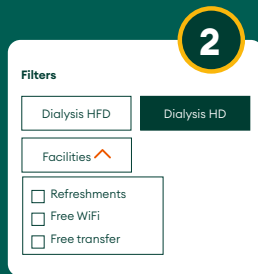 2
Filters
Dialysis HFD
Dialysis HD
Facilities
Refreshments
Free WiFi
Free transfer